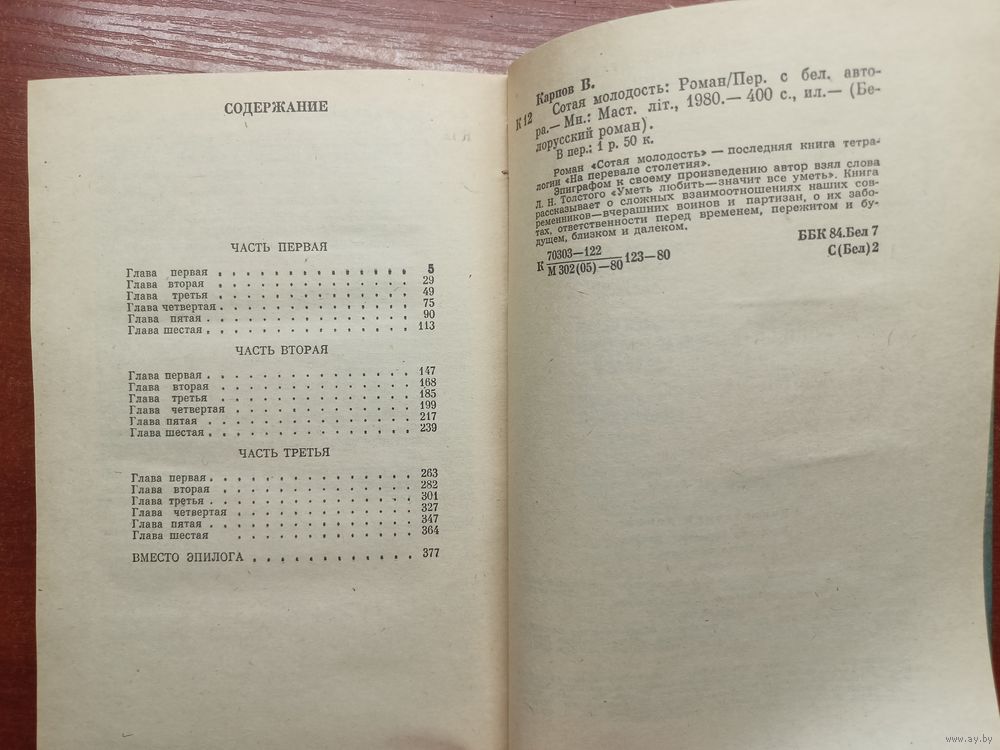 СОДЕРЖАНИЕ
ЧАСТЬ ПЕРВАЯ
Глава первая . . . . . . . . . . . . 5
Глава вторая . . . . . . . . . . . . 29
Глава третья . . . . . . . . . . . . 49
Глава четвертая . . . . . . . . . . . . 75
Глава пятая . . . . . . . . . . . . 90
Глава шестая . . . . . . . . . . . . 113
ЧАСТЬ ВТОРАЯ
Глава первая . . . . . . . . . . . . 147
Глава вторая . . . . . . . . . . . . 168
Глава третья . . . . . . . . . . . . 185
Глава четвертая . . . . . . . . . . . . 199
Глава пятая . . . . . . . . . . . . 217
Глава шестая . . . . . . . . . . . . 239
ЧАСТЬ ТРЕТЬЯ
Глава первая . . . . . . . . . . . . 263
Глава вторая . . . . . . . . . . . . 282
Глава третья . . . . . . . . . . . . 301
Глава четвертая . . . . . . . . . . . . 327
Глава пятая . . . . . . . . . . . . 347
Глава шестая . . . . . . . . . . . . 364
ВМЕСТО ЭПИЛОГА . . . . . . . . . . . 377
Карпов В.
К 12 Сотая молодость: Роман/Пер. с бел. авто-
ра.— Мн.: Маст. літ., 1980.— 400 с., ил.— (Бе-
лорусский роман).
В пер.: 1 р. 50 к.
Роман «Сотая молодость» — последняя книга тетра-
логии «На перевале столетия».
Эпиграфом к своему произведению автор взял слова
Л. Н. Толстого «Уметь любить—значит все уметь». Книга
рассказывает о сложных взаимоотношениях наших сов-
ременников—вчерашних воинов и партизан, о их забо-
тах, ответственности перед временем, пережитом и бу-
дущем, близком и далеком.
К 70303—122
М 302(05)—80 123—80
ББК 84.Бел 7
С(Бел)2
www.ay.by